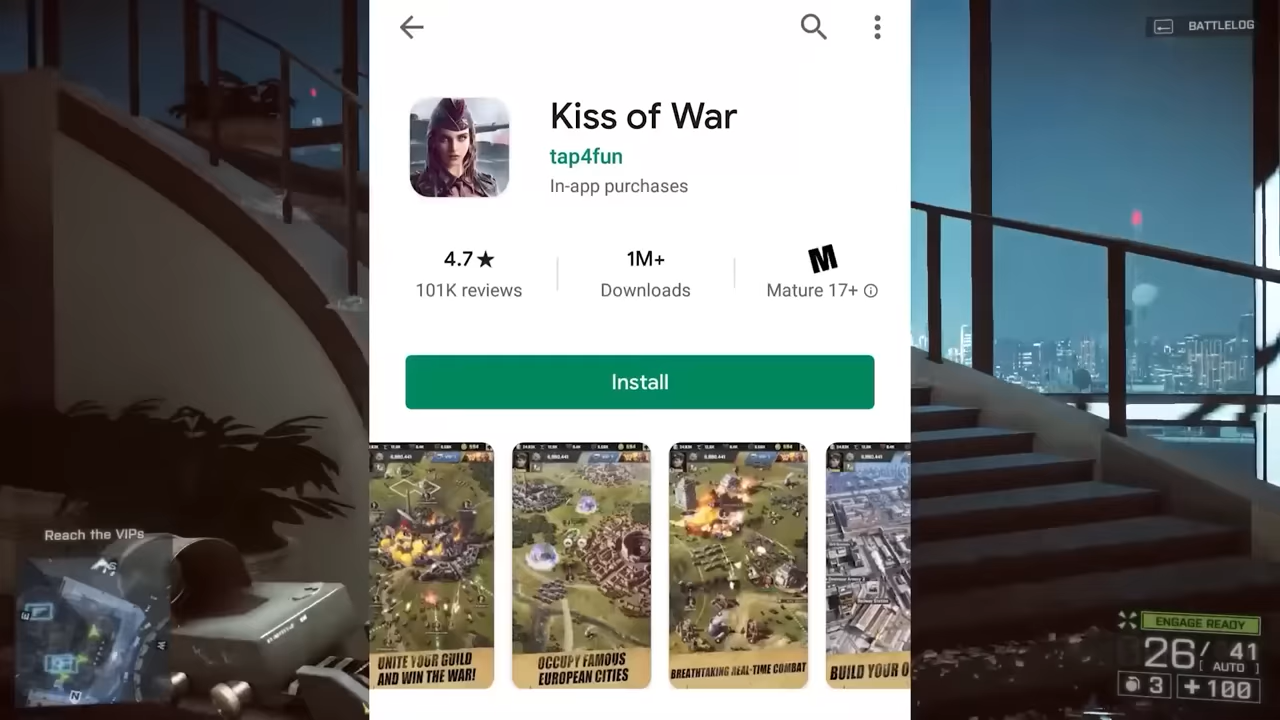 BATTLELOG
Kiss of War
tap4fun
In-app purchases
4.7★
101K reviews
1M+
Downloads
M
Mature 17+
Install
UNITE YOUR GUILD
AND WIN THE WAR!
OCCUPY FAMOUS
EUROPEAN CITIES
BREATHTAKING REAL-TIME COMBAT
BUILD YOUR O
Reach the VIPs
N
ENGAGE READY
26/ 41
[ AUTO ]
3
+100